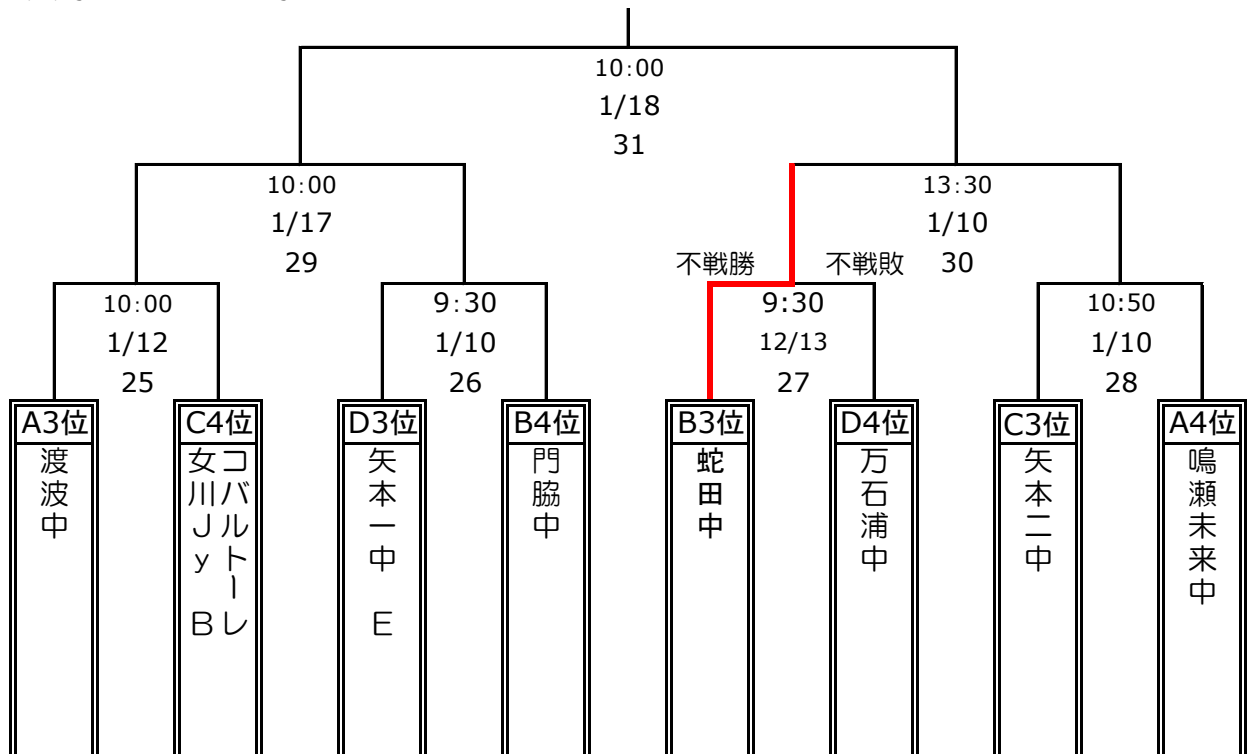 10:00
1/18
31
10:00
1/17
29
13:30
1/10
30
不戦勝
不戦敗
10:00
1/12
25
9:30
1/10
26
9:30
12/13
27
10:50
1/10
28
A3位
渡波中
C4位
コバルトーレ
女川Jy B
D3位
矢本一中 E
B4位
門脇中
B3位
蛇田中
D4位
万石浦中
C3位
矢本二中
A4位
鳴瀬未来中